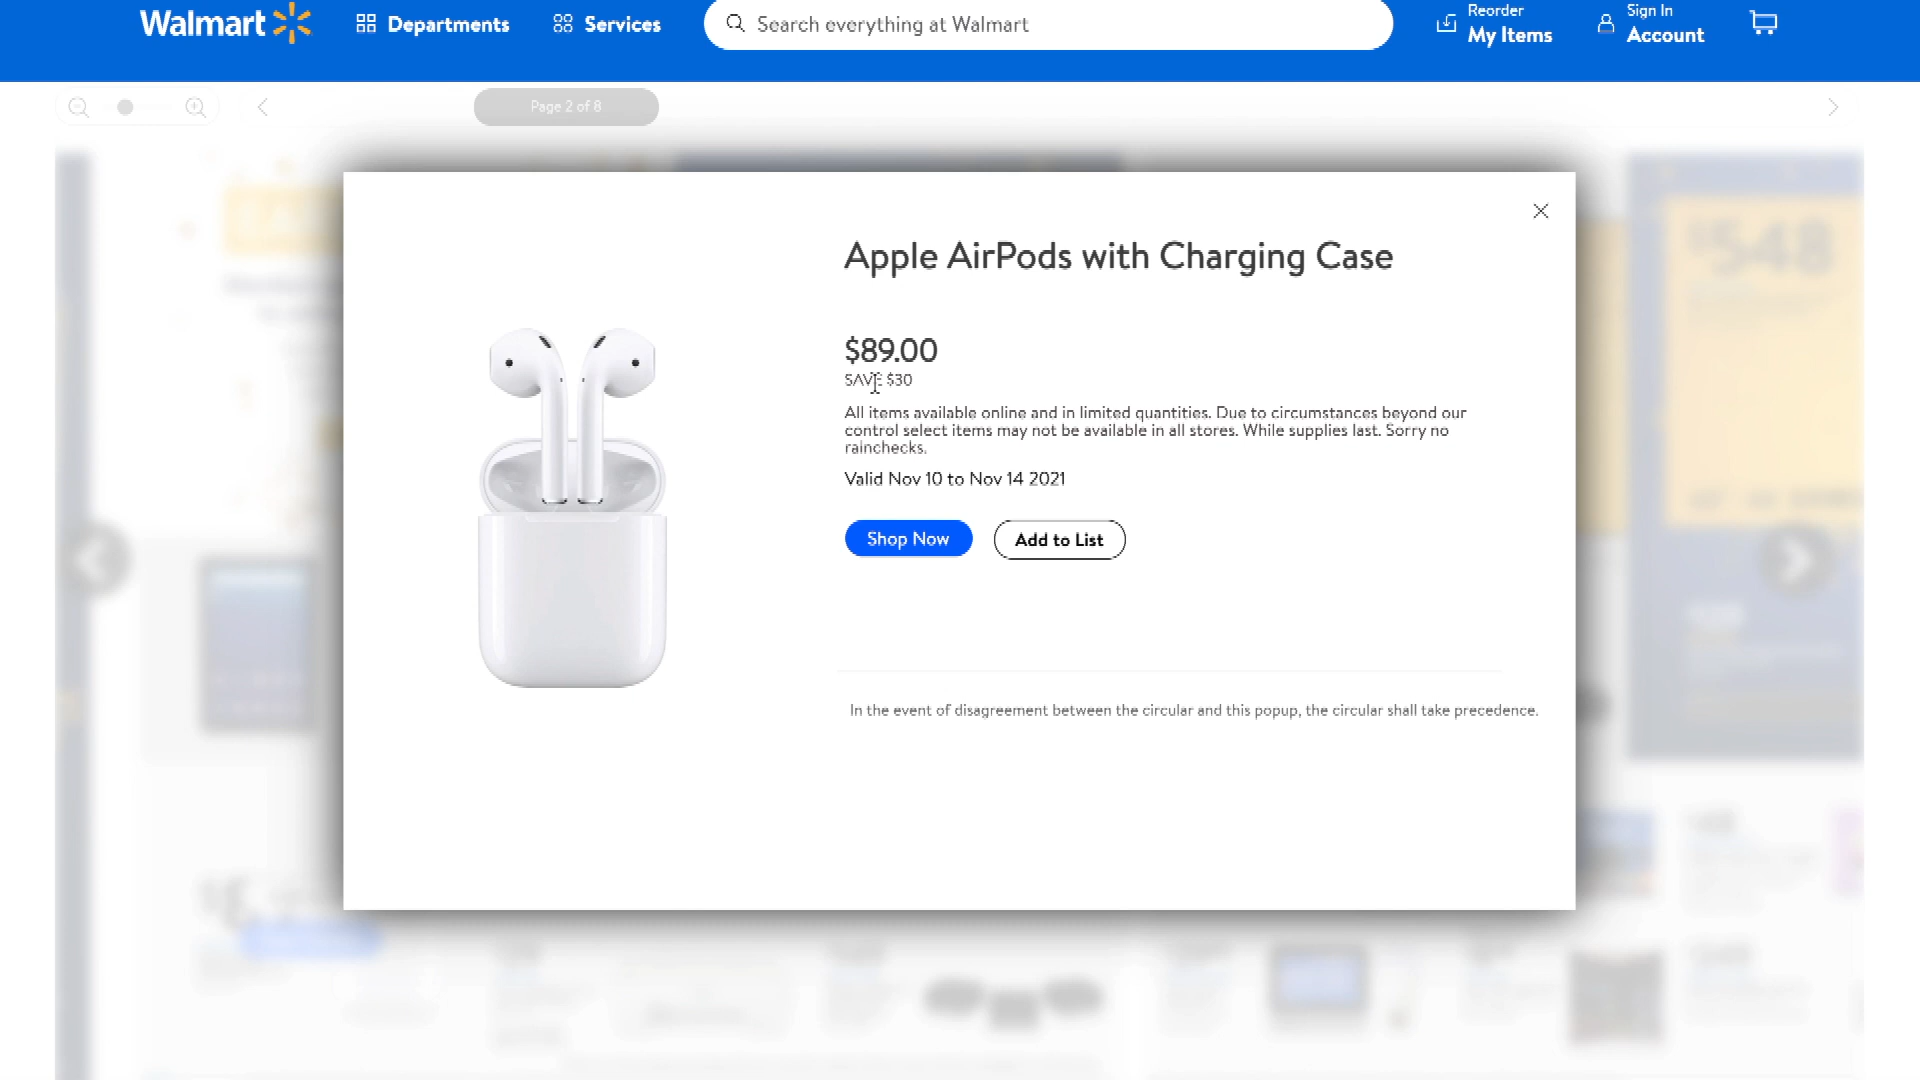 Walmart
Departments
Services
Search everything at Walmart
Reorder
My Items
Sign In
Account
Page 2 of 8
$548
Apple AirPods with Charging Case
$89.00
SAVE $30
All items available online and in limited quantities. Due to circumstances beyond our
control select items may not be available in all stores. While supplies last. Sorry no
rainchecks.
Valid Nov 10 to Nov 14 2021
Shop Now
Add to List
In the event of disagreement between the circular and this popup, the circular shall take precedence.